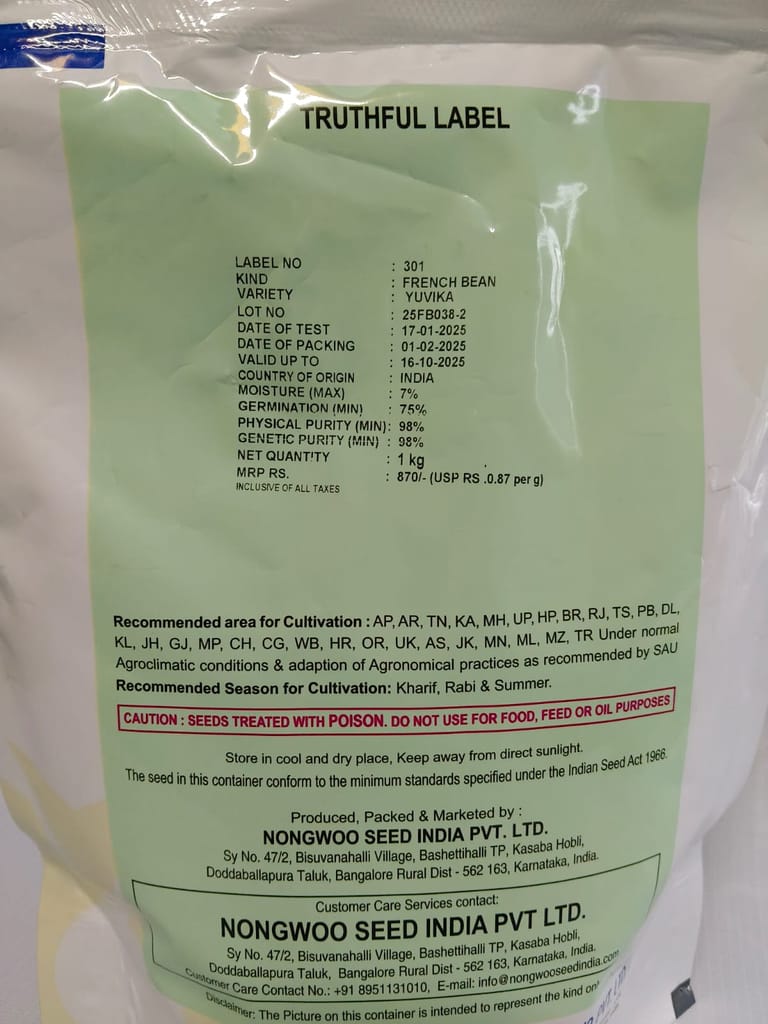 TRUTHFUL LABEL
LABEL NO : 301
KIND : FRENCH BEAN
VARIETY : YUVIKA
LOT NO : 25FB038-2
DATE OF TEST : 17-01-2025
DATE OF PACKING : 01-02-2025
VALID UP TO : 16-10-2025
COUNTRY OF ORIGIN : INDIA
MOISTURE (MAX) : 7%
GERMINATION (MIN) : 75%
PHYSICAL PURITY (MIN): 98%
GENETIC PURITY (MIN) : 98%
NET QUANTITY : 1 kg
MRP RS. : 870/- (USP RS .0.87 per g)
INCLUSIVE OF ALL TAXES
Recommended area for Cultivation : AP, AR, TN, KA, MH, UP, HP, BR, RJ, TS, PB, DL,
KL, JH, GJ, MP, CH, CG, WB, HR, OR, UK, AS, JK, MN, ML, MZ, TR Under normal
Agroclimatic conditions & adaption of Agronomical practices as recommended by SAU
Recommended Season for Cultivation: Kharif, Rabi & Summer.
CAUTION : SEEDS TREATED WITH POISON. DO NOT USE FOR FOOD, FEED OR OIL PURPOSES
Store in cool and dry place, Keep away from direct sunlight.
The seed in this container conform to the minimum standards specified under the Indian Seed Act 1966.
Produced, Packed & Marketed by :
NONGWOO SEED INDIA PVT. LTD.
Sy No. 47/2, Bisuvanahalli Village, Bashettihalli TP, Kasaba Hobli,
Doddaballapura Taluk, Bangalore Rural Dist - 562 163, Karnataka, India.
Customer Care Services contact:
NONGWOO SEED INDIA PVT LTD.
Sy No. 47/2, Bisuvanahalli Village, Bashettihalli TP, Kasaba Hobli,
Doddaballapura Taluk, Bangalore Rural Dist - 562 163, Karnataka, India.
Customer Care Contact No.: +91 8951131010, E-mail: info@nongwooseedindia.com
Disclaimer: The Picture on this container is intended to represent the kind only